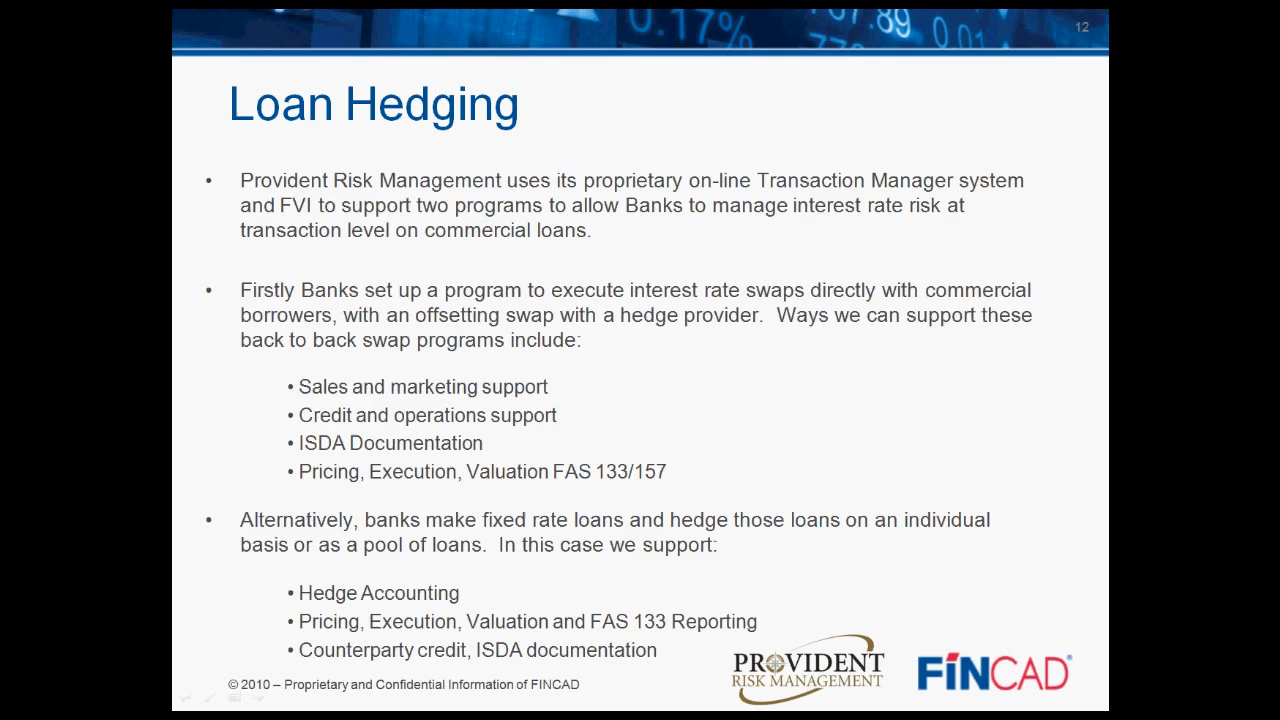 0.17%
0.01
12
Loan Hedging
• Provident Risk Management uses its proprietary on-line Transaction Manager system
and FVI to support two programs to allow Banks to manage interest rate risk at
transaction level on commercial loans.
• Firstly Banks set up a program to execute interest rate swaps directly with commercial
borrowers, with an offsetting swap with a hedge provider.  Ways we can support these
back to back swap programs include:
• Sales and marketing support
• Credit and operations support
• ISDA Documentation
• Pricing, Execution, Valuation FAS 133/157
• Alternatively, banks make fixed rate loans and hedge those loans on an individual
basis or as a pool of loans.  In this case we support:
• Hedge Accounting
• Pricing, Execution, Valuation and FAS 133 Reporting
• Counterparty credit, ISDA documentation
PROVIDENT
RISK MANAGEMENT
FINCAD®
© 2010 – Proprietary and Confidential Information of FINCAD